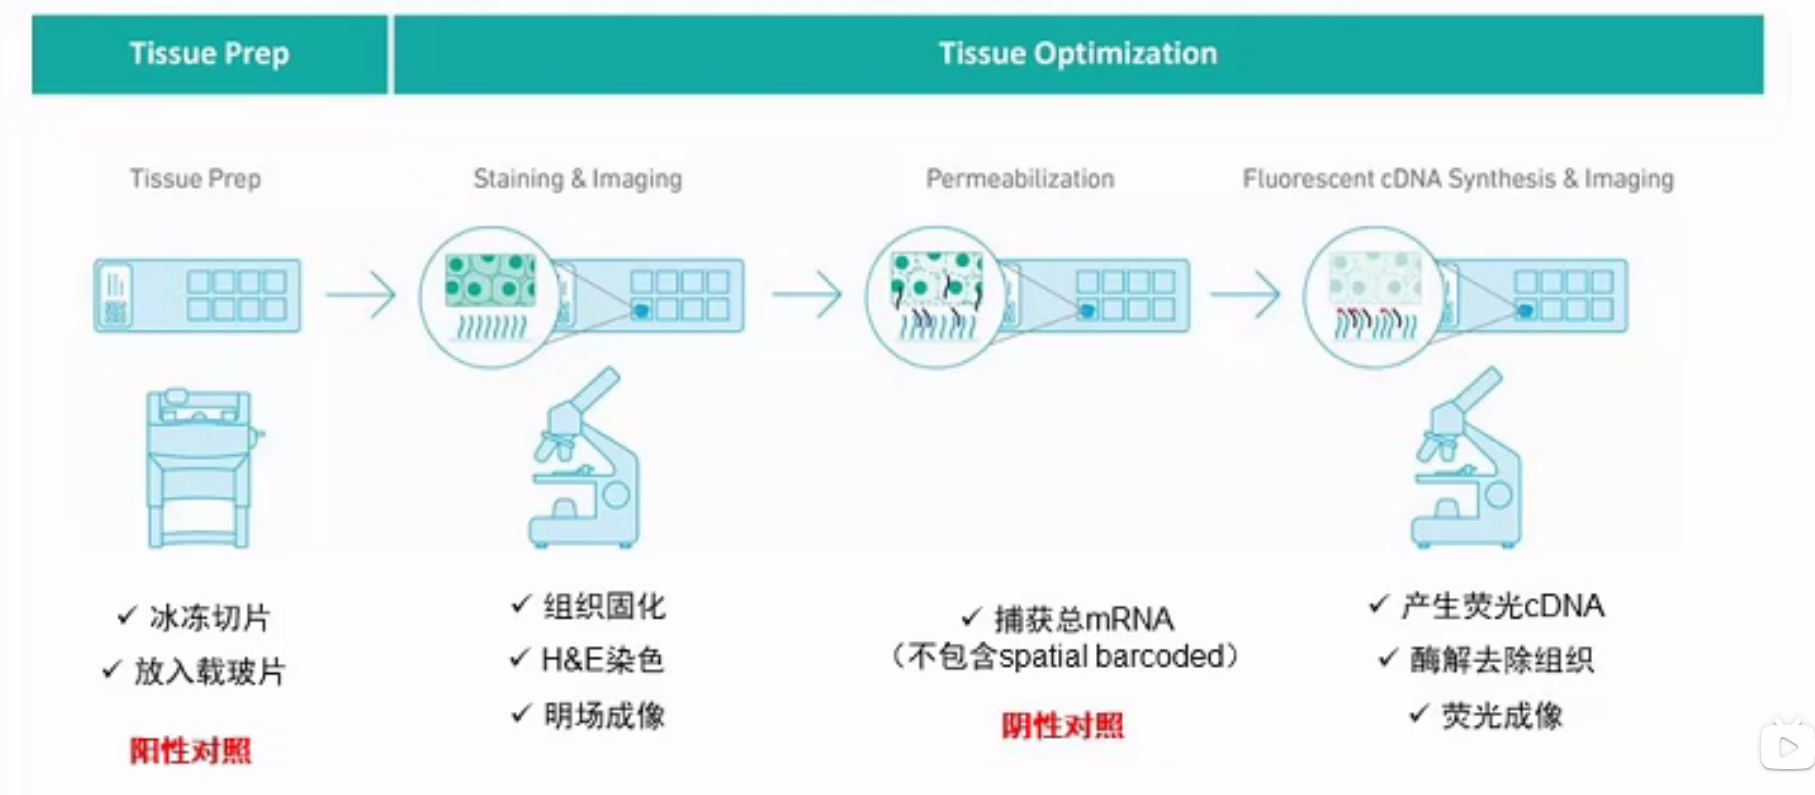 Tissue Prep
Tissue Optimization
Tissue Prep
Staining & Imaging
Permeabilization
Fluorescent cDNA Synthesis & Imaging
✓ 冰冻切片
✓ 放入载玻片
阳性对照
✓ 组织固化
✓ H&E染色
✓ 明场成像
✓ 捕获总mRNA
（不包含spatial barcoded）
阴性对照
✓ 产生荧光cDNA
✓ 酶解去除组织
✓ 荧光成像